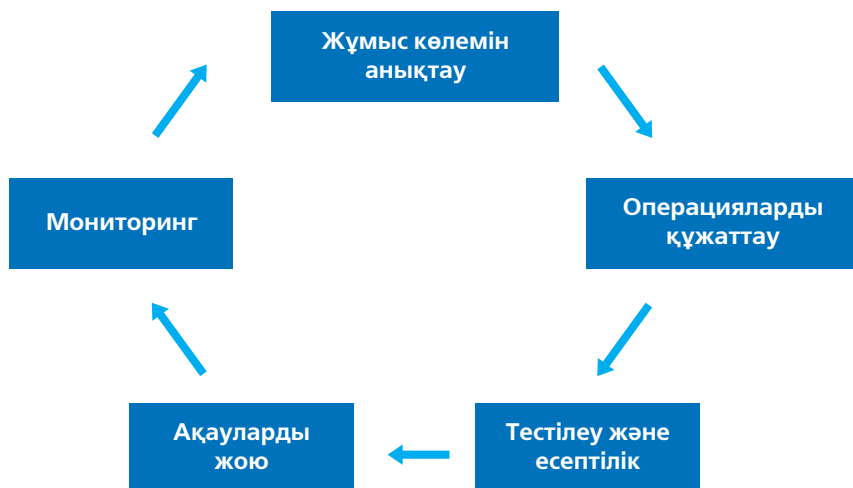 Жұмыс көлемін
анықтау
Операцияларды
құжаттау
Тестілеу және
есептілік
Ақауларды
жою
Мониторинг